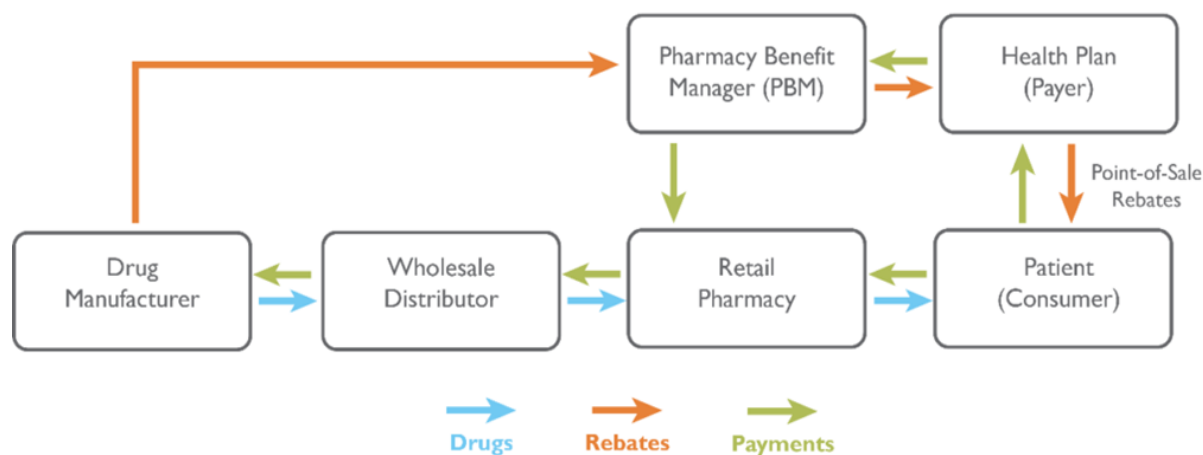 Pharmacy Benefit
Manager (PBM)
Health Plan
(Payer)
Point-of-Sale
Rebates
Drug
Manufacturer
Wholesale
Distributor
Retail
Pharmacy
Patient
(Consumer)
Drugs
Rebates
Payments